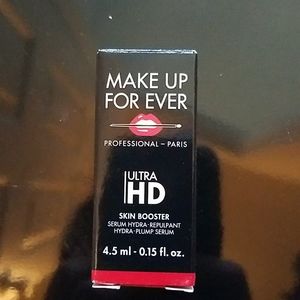 MAKE UP
FOR EVER
PROFESSIONAL – PARIS
ULTRA
HD
SKIN BOOSTER
SERUM HYDRA-REPULPANT
HYDRA-PLUMP SERUM
4.5 ml - 0.15 fl. oz.